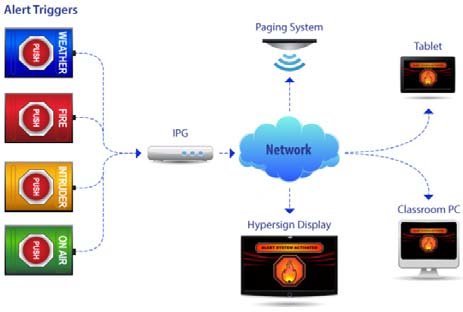 Alert Triggers
WEATHER
PUSH
FIRE
PUSH
INTRUDER
PUSH
ON AIR
PUSH
IPG
Network
Paging System
Tablet
Hypersign Display
ALERT SYSTEM ACTIVATED
Classroom PC